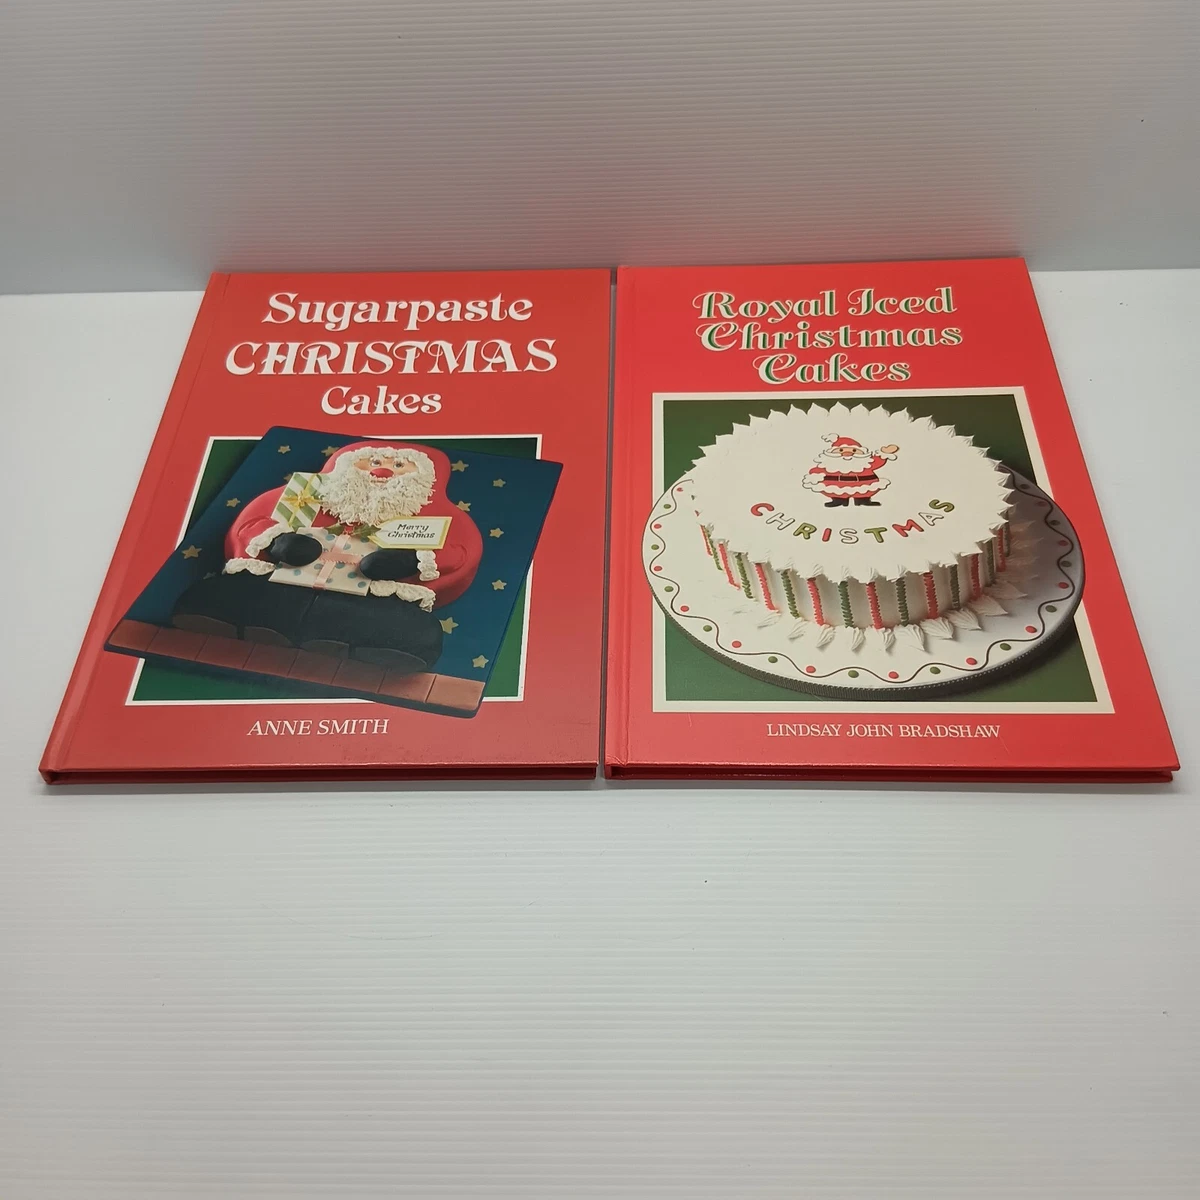 Sugarpaste
CHRISTMAS
Cakes
Merry
Christmas
ANNE SMITH
Royal Iced
Christmas
Cakes
CHRISTMAS
LINDSAY JOHN BRADSHAW